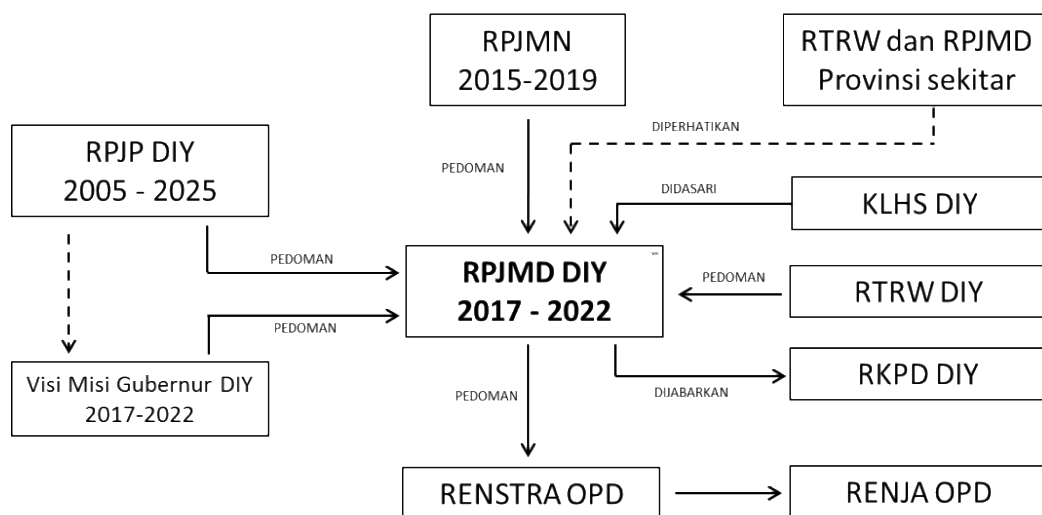 RPJMN
2015-2019
RTRW dan RPJMD
Provinsi sekitar
DIPERHATIKAN
RPJP DIY
2005 - 2025
PEDOMAN
DIDASARI
KLHS DIY
PEDOMAN
RPJMD DIY
2017 - 2022
PEDOMAN
RTRW DIY
PEDOMAN
Visi Misi Gubernur DIY
2017-2022
PEDOMAN
DIJABARKAN
RKPD DIY
RENSTRA OPD
RENJA OPD